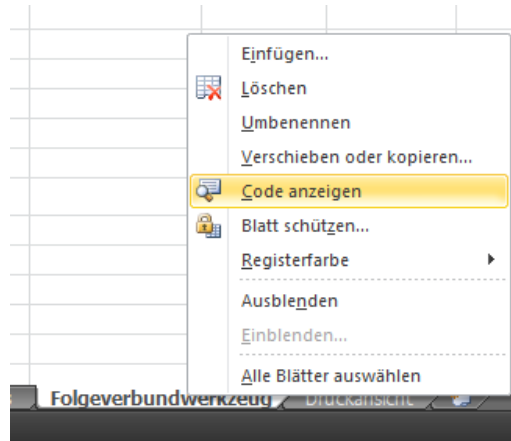 Einfügen...
Löschen
Umbenennen
Verschieben oder kopieren...
Code anzeigen
Blatt schützen...
Registerfarbe
Ausblenden
Einblenden...
Alle Blätter auswählen
Folgeverbundwerkzeug Druckansicht